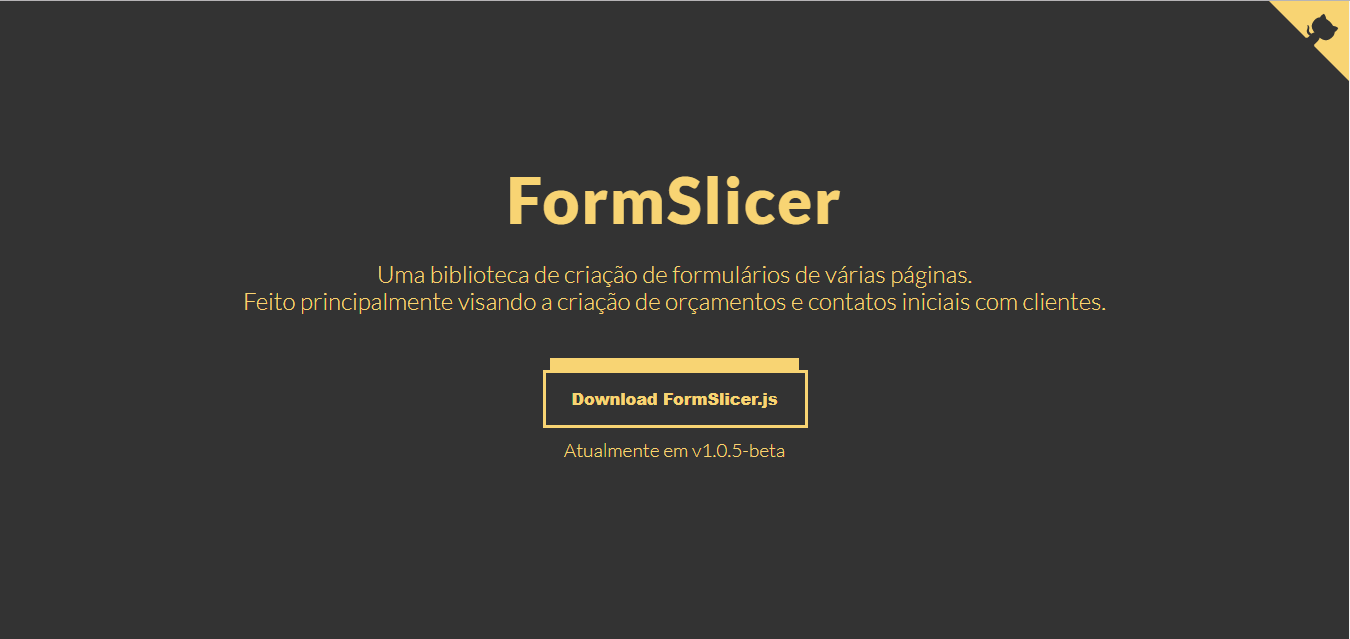 FormSlicer
Uma biblioteca de criação de formulários de várias páginas.
Feito principalmente visando a criação de orçamentos e contatos iniciais com clientes.
Download FormSlicer.js
Atualmente em v1.0.5-beta